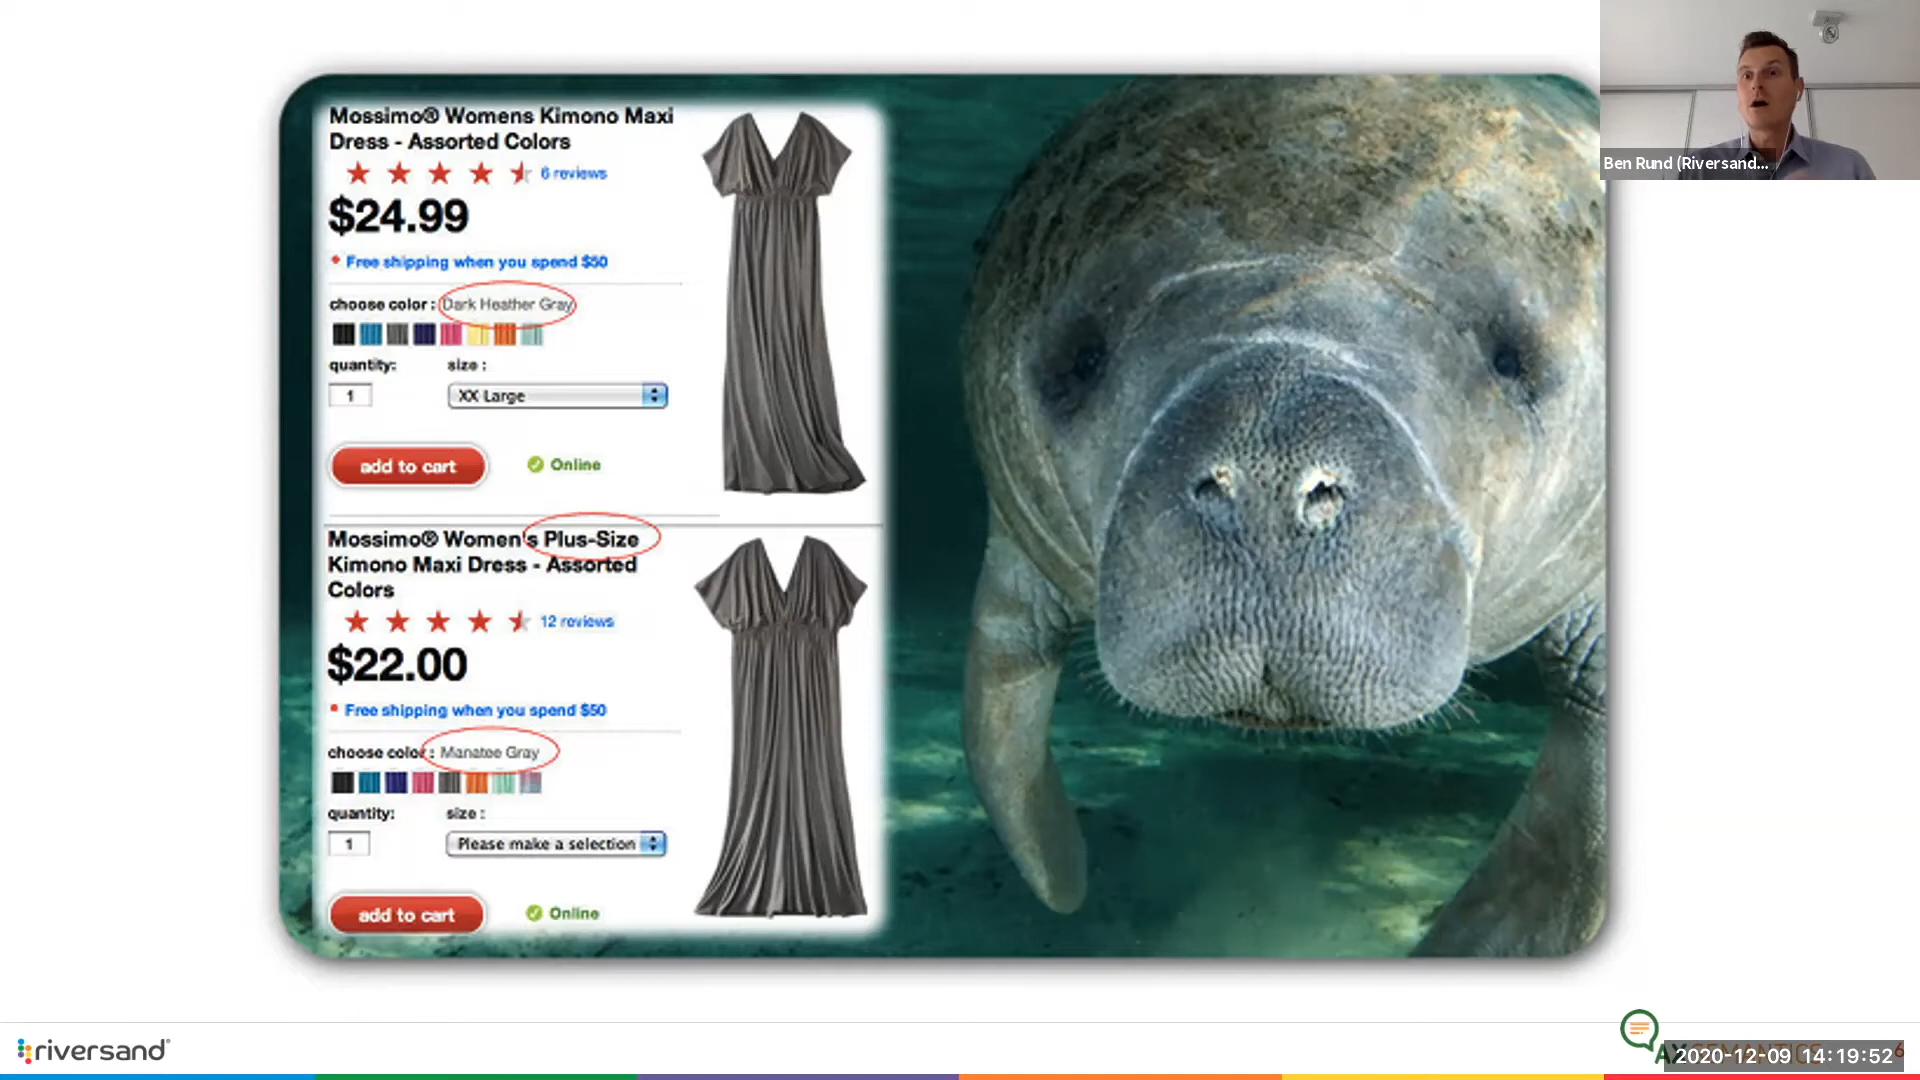 Mossimo® Womens Kimono Maxi
Dress - Assorted Colors
6 reviews
$24.99
Free shipping when you spend $50
choose color : Dark Heather Gray
quantity: size :
1 XX Large
add to cart Online
Mossimo® Women's Plus-Size
Kimono Maxi Dress - Assorted
Colors
12 reviews
$22.00
Free shipping when you spend $50
choose color : Manatee Gray
quantity: size :
1 Please make a selection
add to cart Online
Ben Rund (Riversand...
riversand
2020-12-09 14:19:52
6